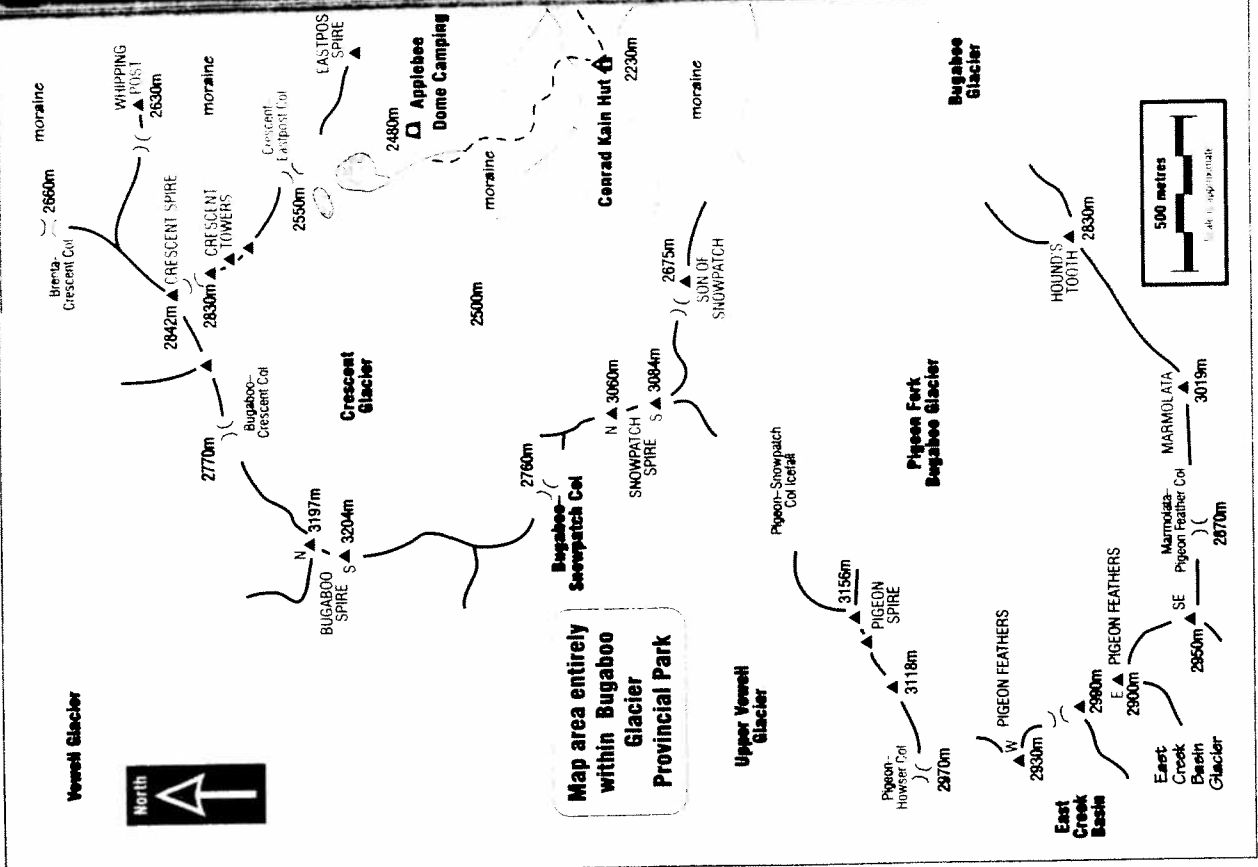 Vowell Glacier
North
moraine
2660m
Brenta-
Crescent Col
WHIPPING
POST
2630m
moraine
CRESCENT SPIRE
2842m
CRESCENT
TOWERS
2830m
Crescent
Eastpost Col
2550m
EASTPOS
SPIRE
2770m
Bugaboo-
Crescent Col
Crescent
Glacier
2480m
Applebee
Dome Camping
N
3197m
BUGABOO
SPIRE
S
3204m
2500m
moraine
2760m
Bugaboo-
Snowpatch Col
N
3060m
SNOWPATCH
SPIRE
S
3084m
Conrad Kain Hut
2230m
2675m
SON OF
SNOWPATCH
moraine
Map area entirely
within Bugaboo
Glacier
Provincial Park
Upper Vowell
Glacier
Pigeon-Snowpatch
Col Icefall
3156m
PIGEON
SPIRE
3118m
Pigeon-
Howser Col
2970m
Pigeon Fork
Bugaboo Glacier
Bugaboo
Glacier
PIGEON FEATHERS
W
2930m
2990m
East
Creek
Basin
E
PIGEON FEATHERS
2900m
East
Creek
Basin
Glacier
SE
2950m
Marmolata-
Pigeon Feather Col
2870m
MARMOLATA
3019m
HOUND'S
TOOTH
2830m
500 metres
Scale is approximate